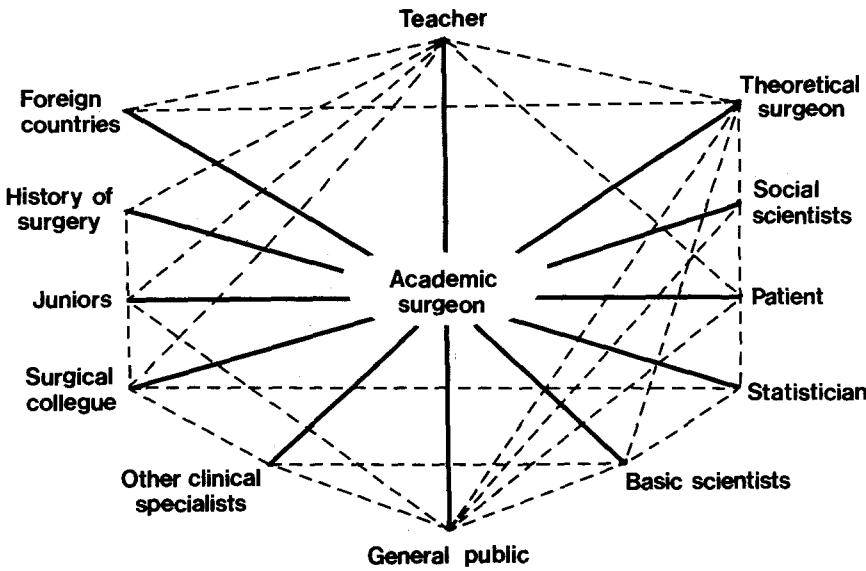 Teacher
Foreign
countries
Theoretical
surgeon
History of
surgery
Social
scientists
Academic
surgeon
Juniors
Patient
Surgical
collegue
Statistician
Other clinical
specialists
Basic scientists
General public